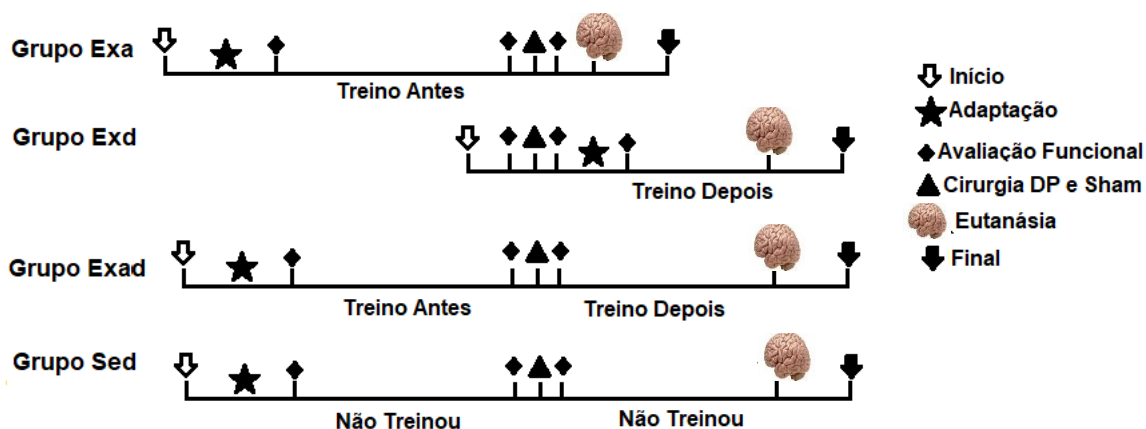 Grupo Exa
Treino Antes
Grupo Exd
Treino Depois
Grupo Exad
Treino Antes
Treino Depois
Grupo Sed
Não Treinou
Não Treinou
Início
Adaptação
Avaliação Funcional
Cirurgia DP e Sham
Eutanásia
Final